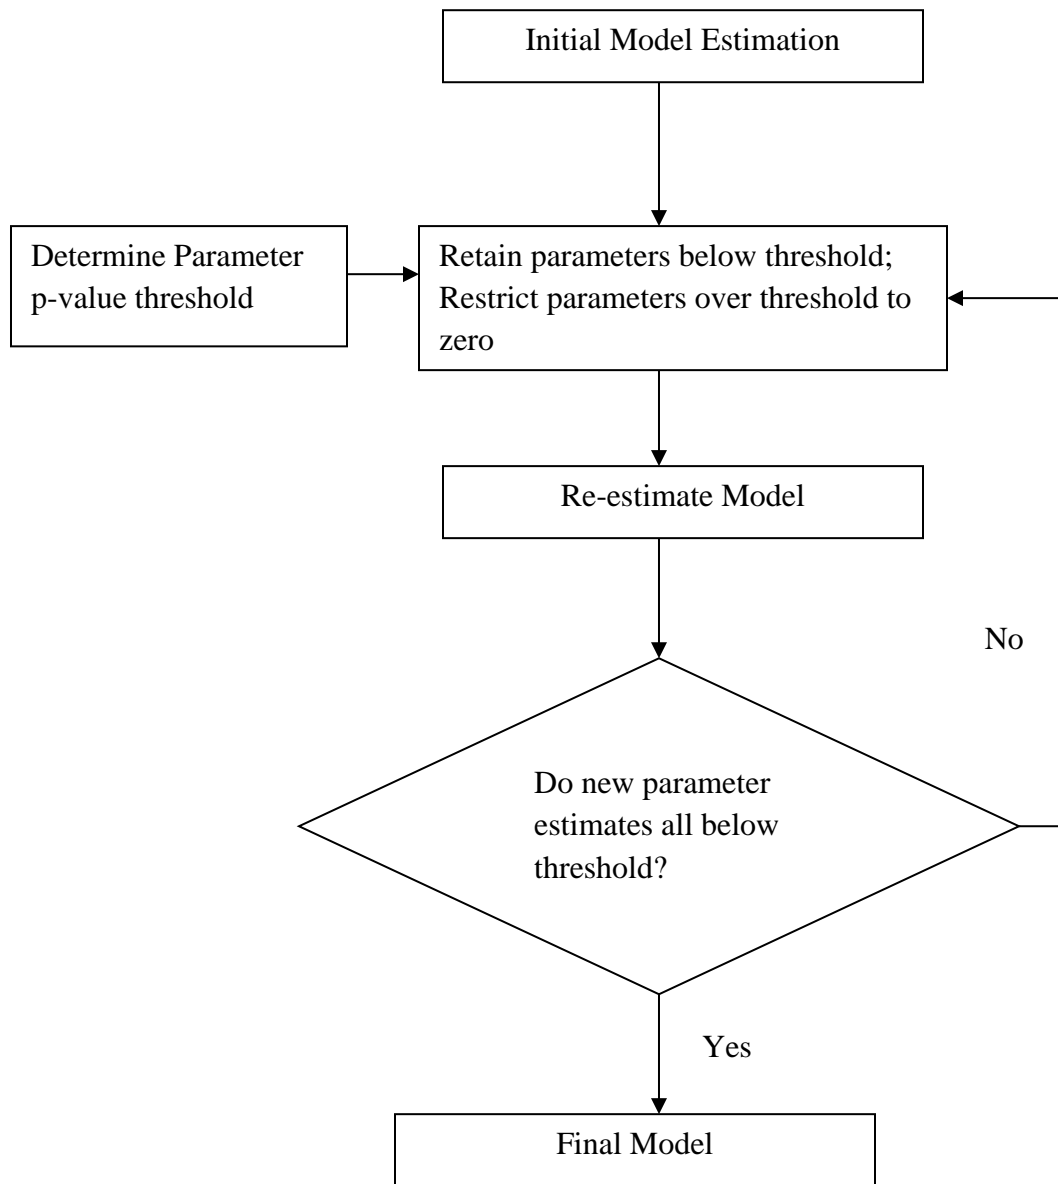 Initial Model Estimation
Determine Parameter
p-value threshold
Retain parameters below threshold;
Restrict parameters over threshold to
zero
Re-estimate Model
No
Do new parameter
estimates all below
threshold?
Yes
Final Model